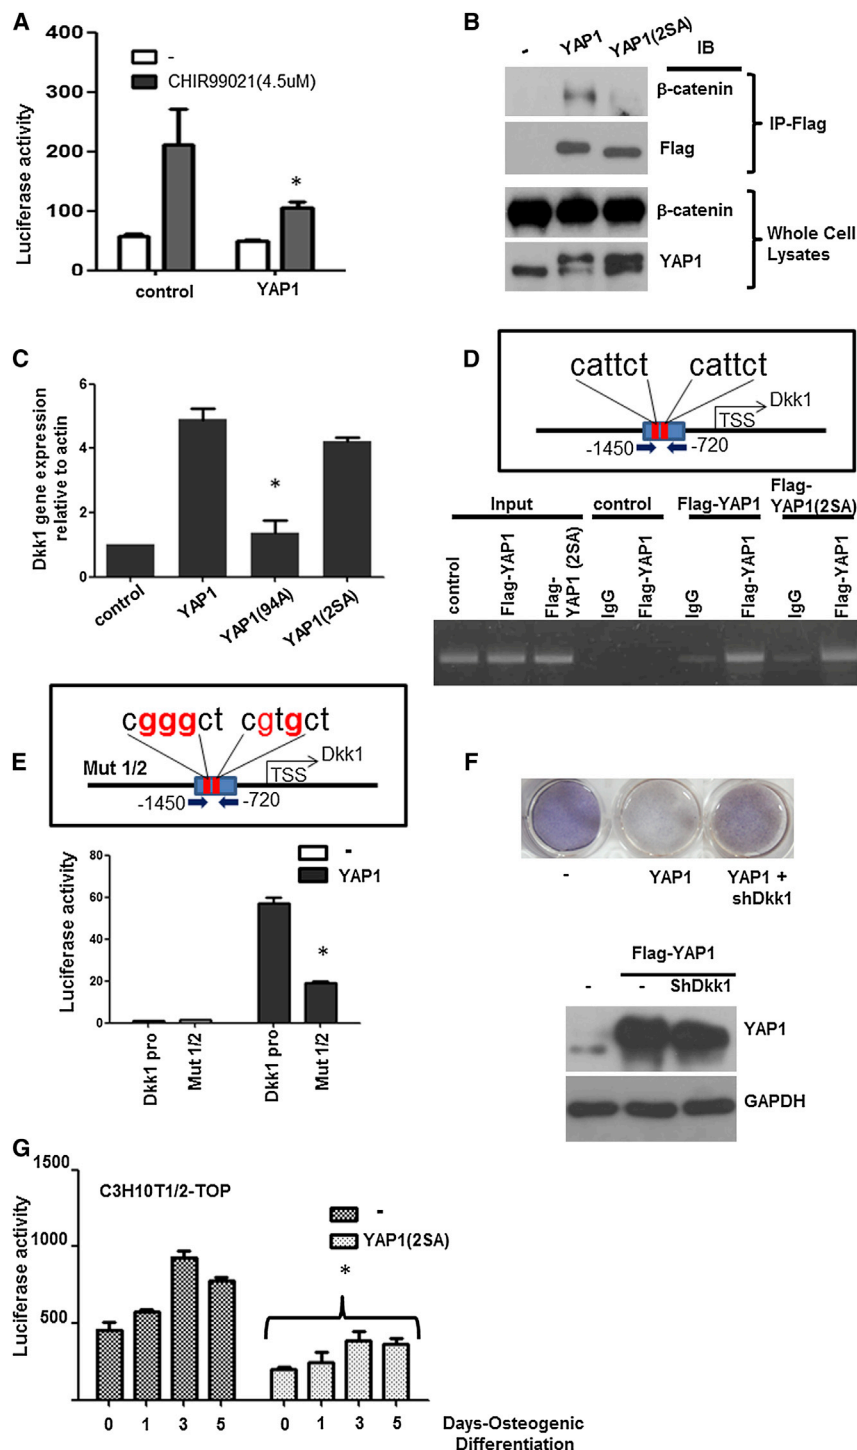 A
Luciferase activity
400
300
200
100
0
-
CHIR99021(4.5uM)
*
control
YAP1
B
-
YAP1
YAP1(2SA)
IB
β-catenin
Flag
IP-Flag
β-catenin
YAP1
Whole Cell
Lysates
C
Dkk1 gene expression
relative to actin
6
4
2
0
*
control
YAP1
YAP1(94A)
YAP1(2SA)
D
cattct cattct
Dkk1
TSS
-1450
-720
Input
control
Flag-YAP1
Flag-
YAP1(2SA)
control
Flag-YAP1
Flag-
YAP1 (2SA)
IgG
Flag-YAP1
IgG
Flag-YAP1
IgG
Flag-YAP1
E
cgggct cgtgct
Mut 1/2
Dkk1
TSS
-1450
-720
Luciferase activity
80
60
40
20
0
-
YAP1
*
Dkk1 pro
Mut 1/2
Dkk1 pro
Mut 1/2
F
-
YAP1
YAP1 +
shDkk1
Flag-YAP1
-
-
ShDkk1
YAP1
GAPDH
G
Luciferase activity
1500
1000
500
C3H10T1/2-TOP
-
YAP1(2SA)
*
0 1 3 5 0 1 3 5
Days-Osteogenic
Differentiation